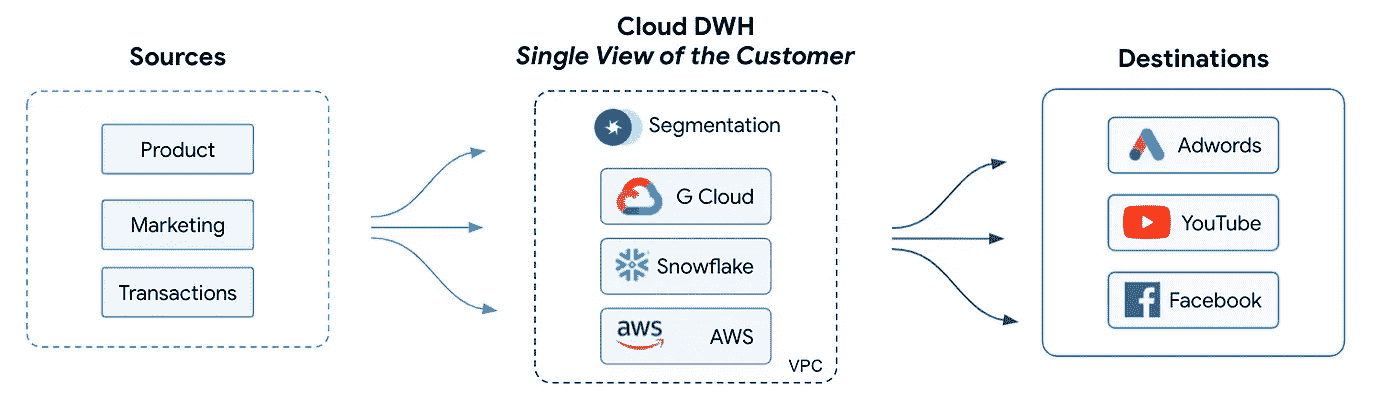 Sources
Product
Marketing
Transactions
Cloud DWH
Single View of the Customer
Segmentation
G Cloud
Snowflake
aws AWS
VPC
Destinations
Adwords
YouTube
Facebook